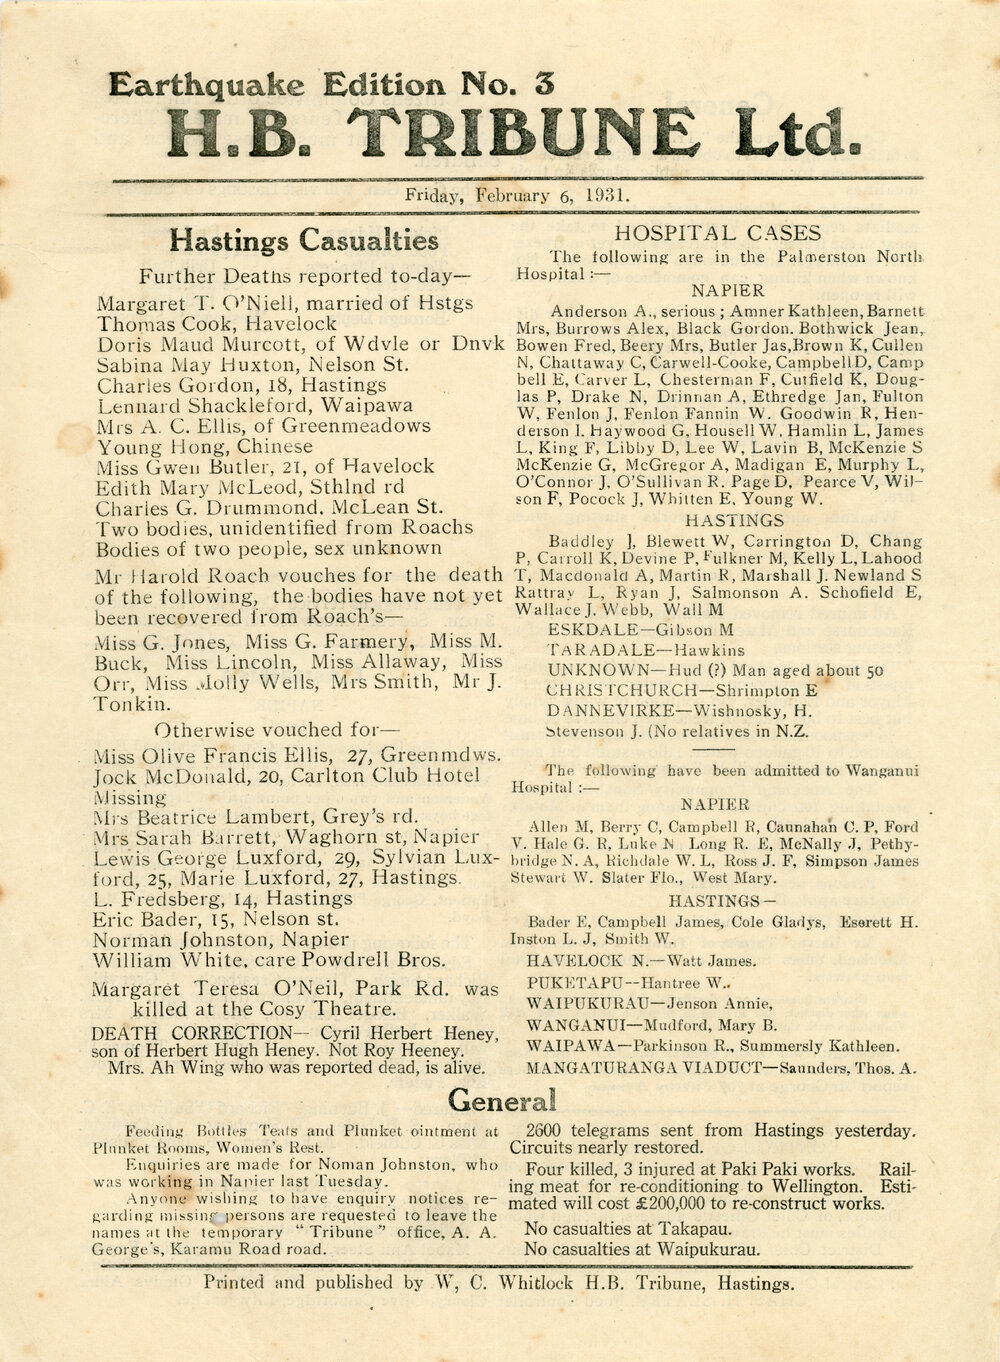 Earthquake Edition No. 3
H.B. TRIBUNE Ltd.
Friday, February 6, 1931.
Hastings Casualties
Further Deaths reported to-day—
Margaret T. O'Niell, married of Hstgs
Thomas Cook, Havelock
Doris Maud Murcott, of Wdvle or Dnvk
Sabina May Huxton, Nelson St.
Charles Gordon, 18, Hastings
Lennard Shackleford, Waipawa
Mrs A. C. Ellis, of Greenmeadows
Young Hong, Chinese
Miss Gwen Butler, 21, of Havelock
Edith Mary McLeod, Sthlnd rd
Charles G. Drummond. McLean St.
Two bodies, unidentified from Roachs
Bodies of two people, sex unknown
Mr Harold Roach vouches for the death
of the following, the bodies have not yet
been recovered from Roach's—
Miss G. Jones, Miss G. Farmery, Miss M.
Buck, Miss Lincoln, Miss Allaway, Miss
Orr, Miss Molly Wells, Mrs Smith, Mr J.
Tonkin.
Otherwise vouched for—
Miss Olive Francis Ellis, 27, Greenmdws.
Jock McDonald, 20, Carlton Club Hotel
Missing
Mrs Beatrice Lambert, Grey's rd.
Mrs Sarah Barrett, Waghorn st, Napier
Lewis George Luxford, 29, Sylvian Lux-
ford, 25, Marie Luxford, 27, Hastings.
L. Fredsberg, 14, Hastings
Eric Bader, 15, Nelson st.
Norman Johnston, Napier
William White, care Powdrell Bros.
Margaret Teresa O'Neil, Park Rd. was
killed at the Cosy Theatre.
DEATH CORRECTION— Cyril Herbert Heney,
son of Herbert Hugh Heney. Not Roy Heeney.
Mrs. Ah Wing who was reported dead, is alive.
HOSPITAL CASES
The following are in the Palmerston North
Hospital :—
NAPIER
Anderson A., serious ; Amner Kathleen, Barnett
Mrs, Burrows Alex, Black Gordon. Bothwick Jean,
Bowen Fred, Beery Mrs, Butler Jas,Brown K, Cullen
N, Chattaway C, Carwell-Cooke, Campbell D, Camp
bell E, Carver L, Chesterman F, Cutfield K, Doug-
las P, Drake N, Drinnan A, Ethredge Jan, Fulton
W, Fenlon J, Fenlon Fannin W. Goodwin R, Hen-
derson I. Haywood G, Housell W, Hamlin L, James
L, King F, Libby D, Lee W, Lavin B, McKenzie S
McKenzie G, McGregor A, Madigan E, Murphy L,
O'Connor J, O'Sullivan R. Page D, Pearce V, Wil-
son F, Pocock J, Whitten E, Young W.
HASTINGS
Baddley J, Blewett W, Carrington D, Chang
P, Carroll K, Devine P, Fulkner M, Kelly L, Lahood
T, Macdonald A, Martin R, Marshall J. Newland S
Rattray L, Ryan J, Salmonson A. Schofield E,
Wallace J. Webb, Wall M
ESKDALE—Gibson M
TARADALE—Hawkins
UNKNOWN—Hud (?) Man aged about 50
CHRISTCHURCH—Shrimpton E
DANNEVIRKE—Wishnosky, H.
Stevenson J. (No relatives in N.Z.
The following have been admitted to Wanganui
Hospital :—
NAPIER
Allen M, Berry C, Campbell R, Caunahan C. P, Ford
V. Hale G. R, Luke N Long R. E, McNally J, Pethy-
bridge N. A, Richdale W. L, Ross J. F, Simpson James
Stewart W. Slater Flo., West Mary.
HASTINGS—
Bader E, Campbell James, Cole Gladys, Eserett H.
Inston L. J, Smith W.
HAVELOCK N.—Watt James.
PUKETAPU--Hantree W..
WAIPUKURAU—Jenson Annie,
WANGANUI—Mudford, Mary B.
WAIPAWA—Parkinson R., Summersly Kathleen.
MANGATURANGA VIADUCT—Saunders, Thos. A.
General
Feeding Bottles Teats and Plunket ointment at
Plunket Rooms, Women's Rest.
Enquiries are made for Noman Johnston, who
was working in Napier last Tuesday.
Anyone wishing to have enquiry notices re-
garding missing persons are requested to leave the
names at the temporary " Tribune " office, A. A.
George's, Karamu Road road.
2600 telegrams sent from Hastings yesterday.
Circuits nearly restored.
Four killed, 3 injured at Paki Paki works. Rail-
ing meat for re-conditioning to Wellington. Esti-
mated will cost £200,000 to re-construct works.
No casualties at Takapau.
No casualties at Waipukurau.
Printed and published by W, C. Whitlock H.B. Tribune, Hastings.